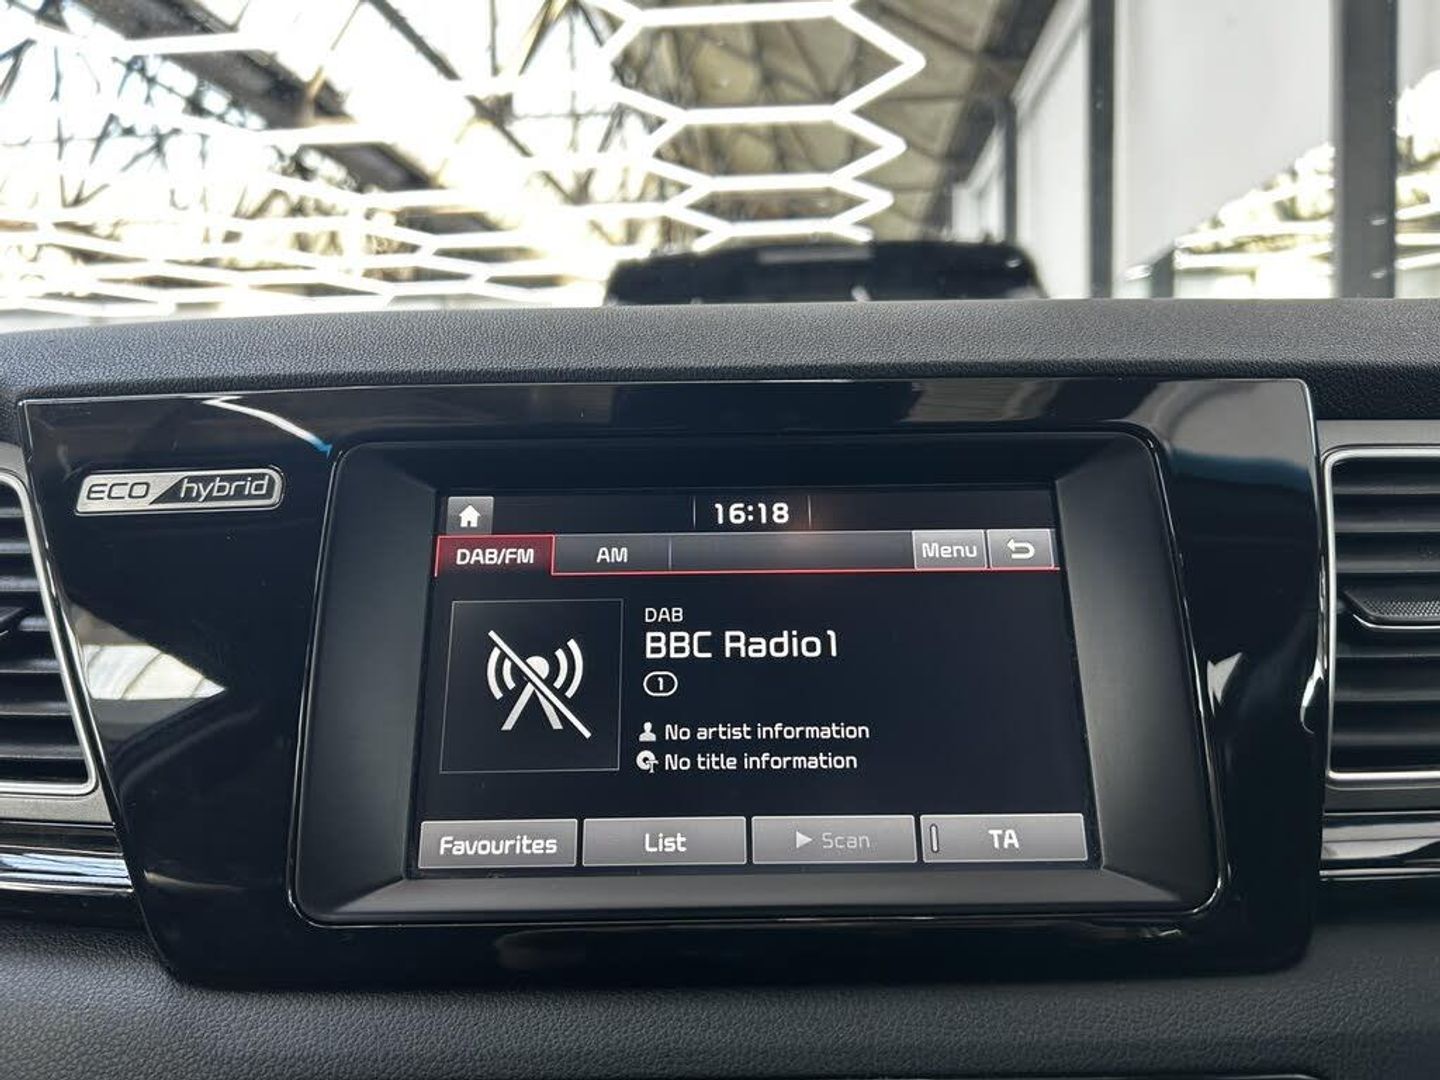 ECO hybrid
16:18
DAB/FM
AM
Menu
DAB
BBC Radio1
1
No artist information
No title information
Favourites
List
Scan
TA